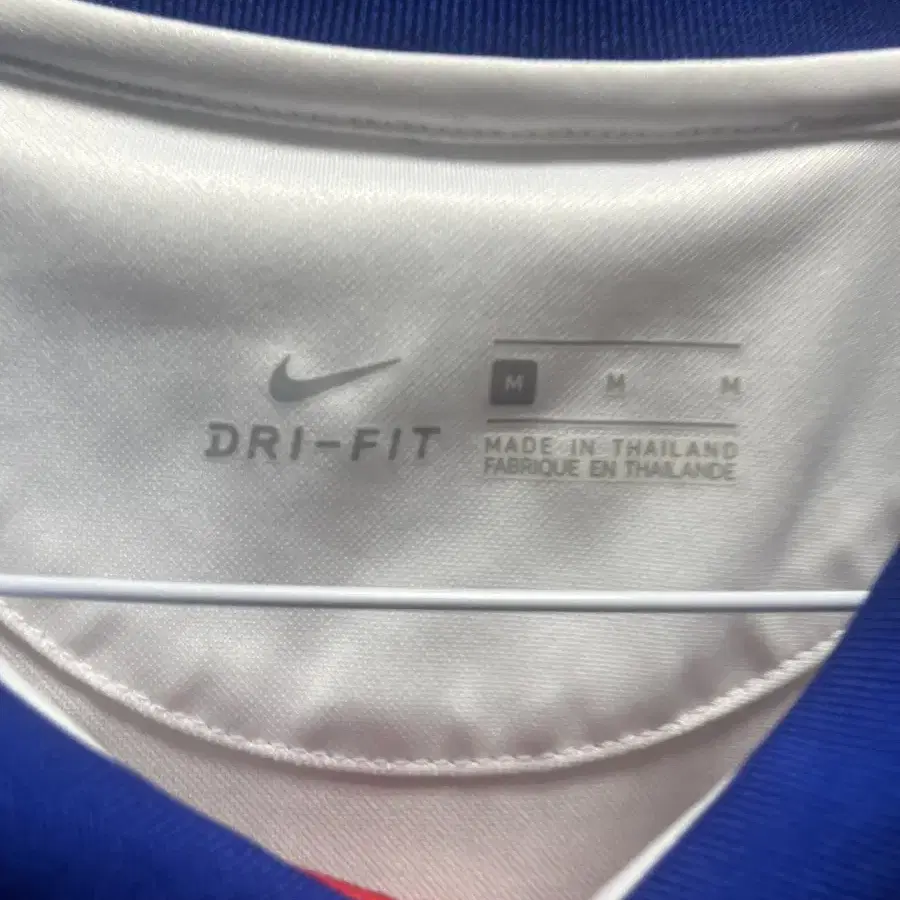 DRI-FIT
M M M
MADE IN THAILAND
FABRIQUE EN THAILANDE